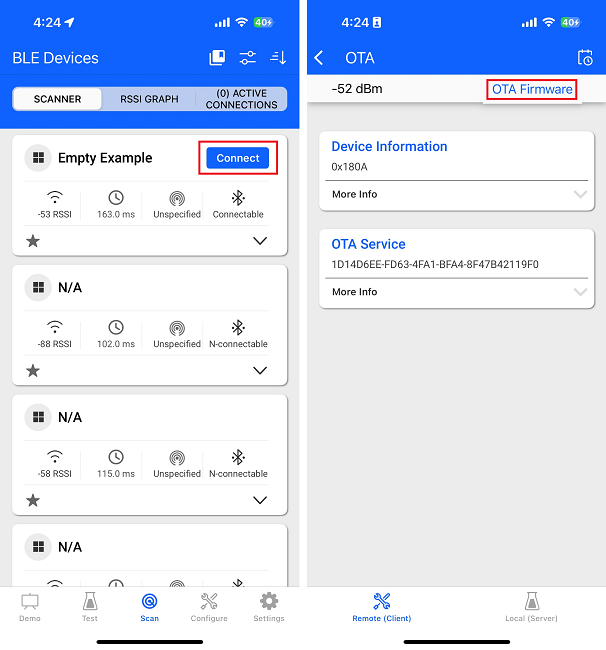 4:24
40
BLE Devices
SCANNER
RSSI GRAPH
(0) ACTIVE
CONNECTIONS
Empty Example
Connect
-53 RSSI
163.0 ms
Unspecified
Connectable
N/A
-88 RSSI
102.0 ms
Unspecified
N-connectable
N/A
-58 RSSI
115.0 ms
Unspecified
N-connectable
N/A
Demo
Test
Scan
Configure
Settings
4:24
40
OTA
-52 dBm
OTA Firmware
Device Information
0x180A
More Info
OTA Service
1D14D6EE-FD63-4FA1-BFA4-8F47B42119F0
More Info
Remote (Client)
Local (Server)